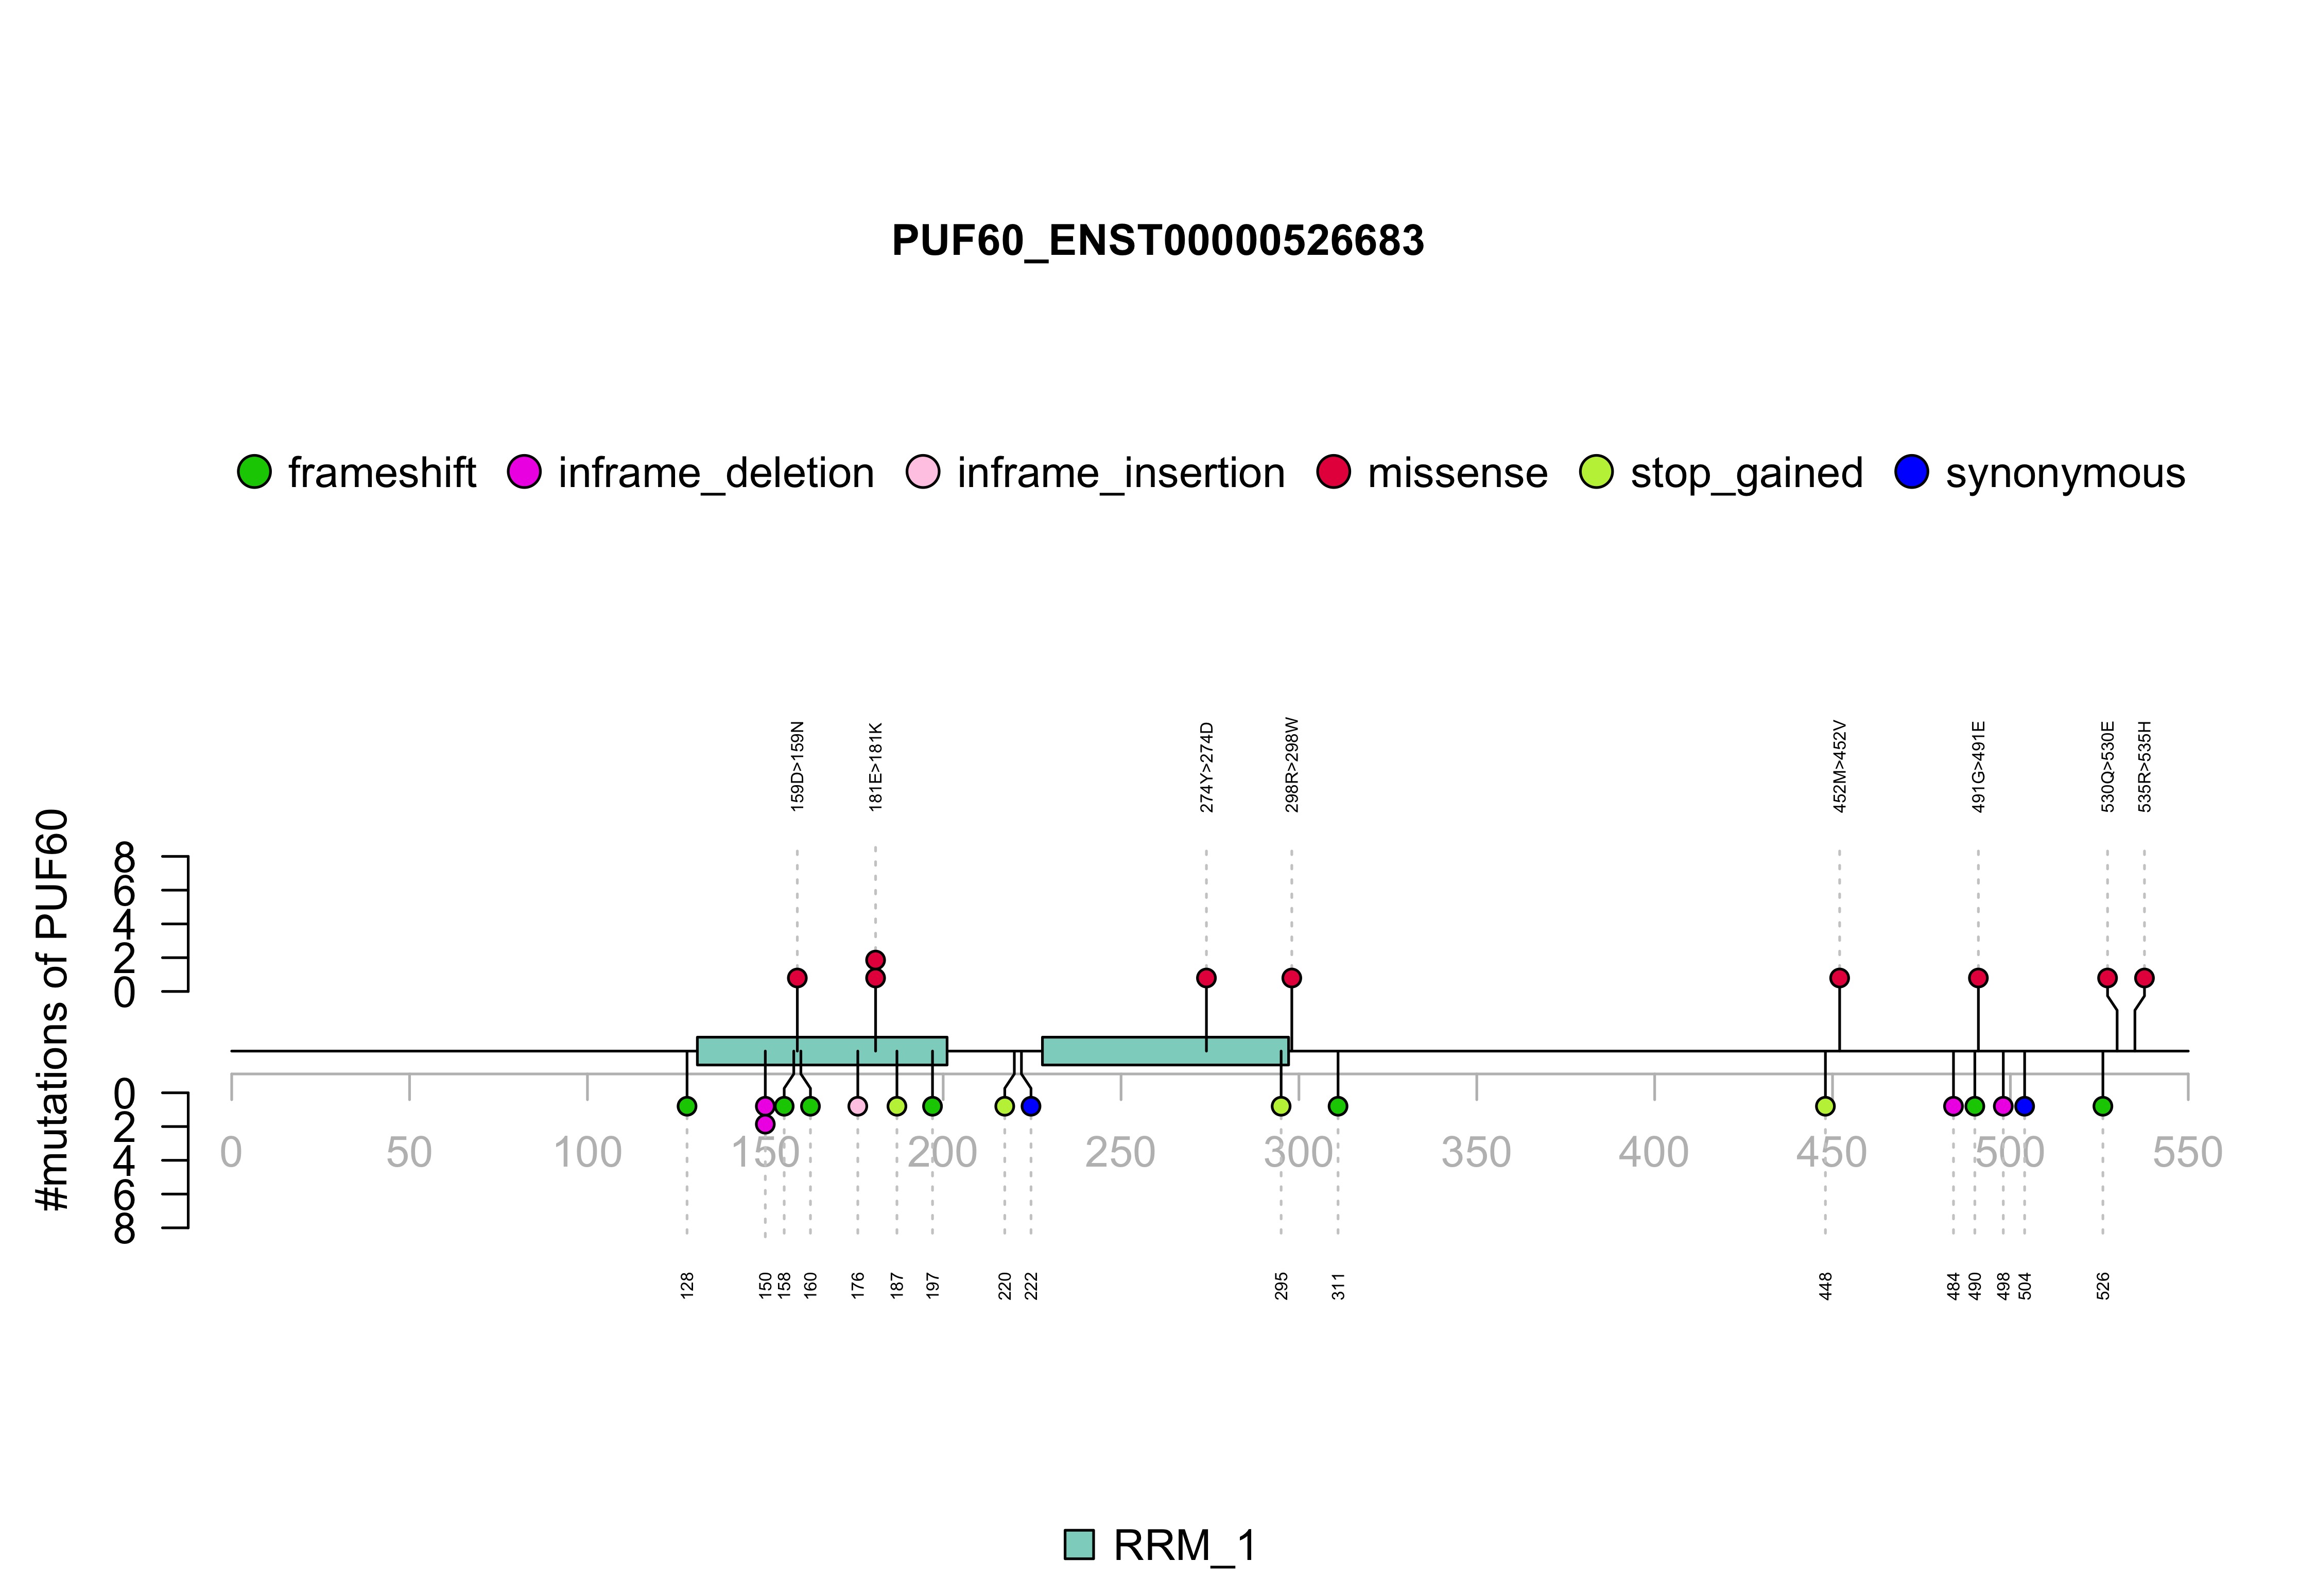 PUF60_ENST00000526683
frameshift inframe_deletion inframe_insertion missense stop_gained synonymous
159D>159N 181E>181K 274Y>274D 298R>298W 452M>452V 491G>491E 530Q>530E 535R>535H
#mutations of PUF60
8
6
4
2
0
0
2
4
6
8
0 50 100 150 200 250 300 350 400 450 500 550
128 150 158 160 176 187 197 220 222 295 311 448 484 490 498 504 526
RRM_1